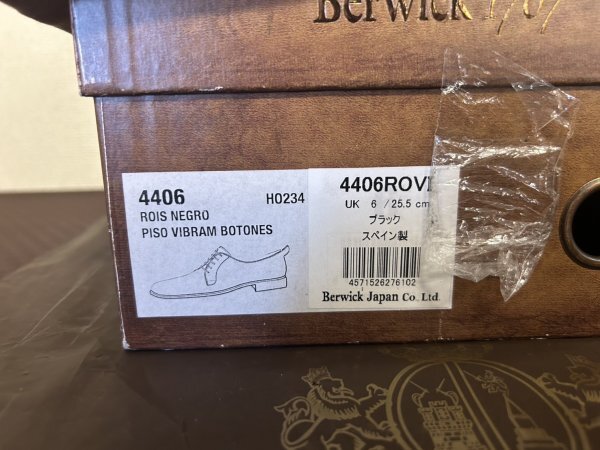 Berwick 1707
4406 HO234
ROIS NEGRO
PISO VIBRAM BOTONES
4406ROVI
UK 6 / 25.5 cm
ブラック
スペイン製
4571526276102
Berwick Japan Co., Ltd.